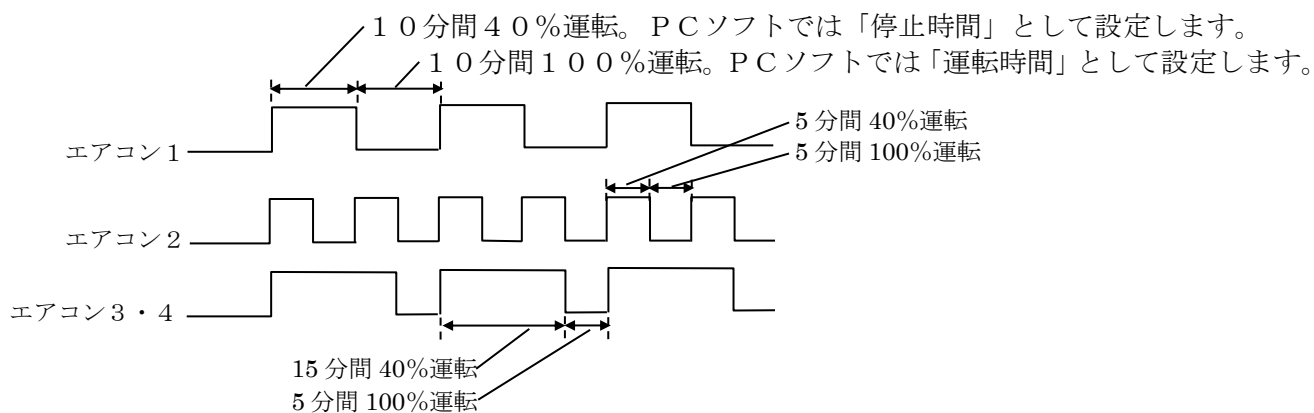 １０分間４０％運転。ＰＣソフトでは「停止時間」として設定します。
１０分間１００％運転。ＰＣソフトでは「運転時間」として設定します。
5 分間 40％運転
エアコン１
5 分間 100％運転
エアコン２
エアコン３・４
15 分間 40％運転
5 分間 100％運転